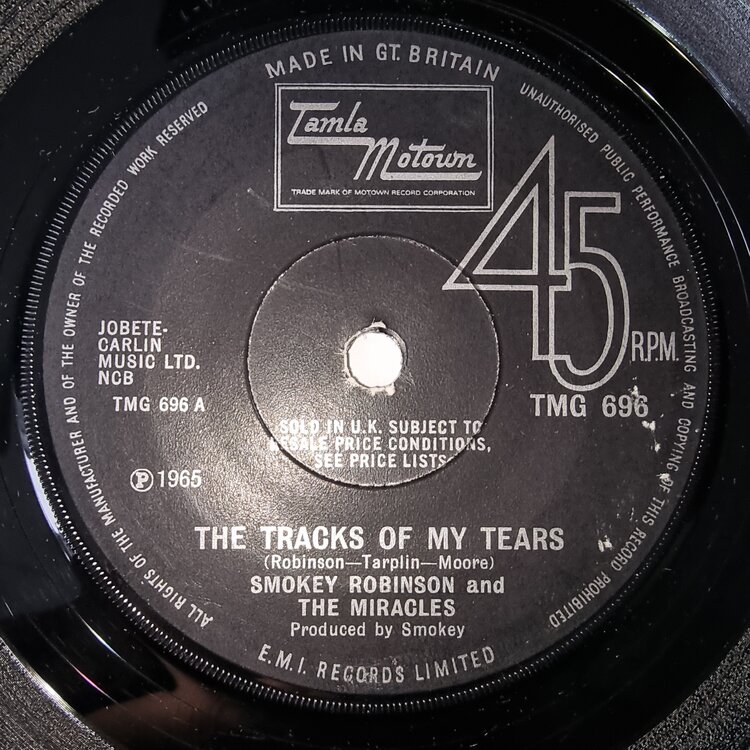 MADE IN GT. BRITAIN
Tamla
Motown
TRADE MARK OF MOTOWN RECORD CORPORATION
45
R.P.M.
TMG 696
JOBETE-
CARLIN
MUSIC LTD.
NCB
TMG 696 A
SOLD IN U.K. SUBJECT TO
RESALE PRICE CONDITIONS,
SEE PRICE LISTS
Ⓟ 1965
THE TRACKS OF MY TEARS
(Robinson—Tarplin—Moore)
SMOKEY ROBINSON and
THE MIRACLES
Produced by Smokey
E.M.I. RECORDS LIMITED
ALL RIGHTS OF THE MANUFACTURER AND OF THE OWNER OF THE RECORDED WORK RESERVED
UNAUTHORISED PUBLIC PERFORMANCE BROADCASTING AND COPYING OF THIS RECORD PROHIBITED